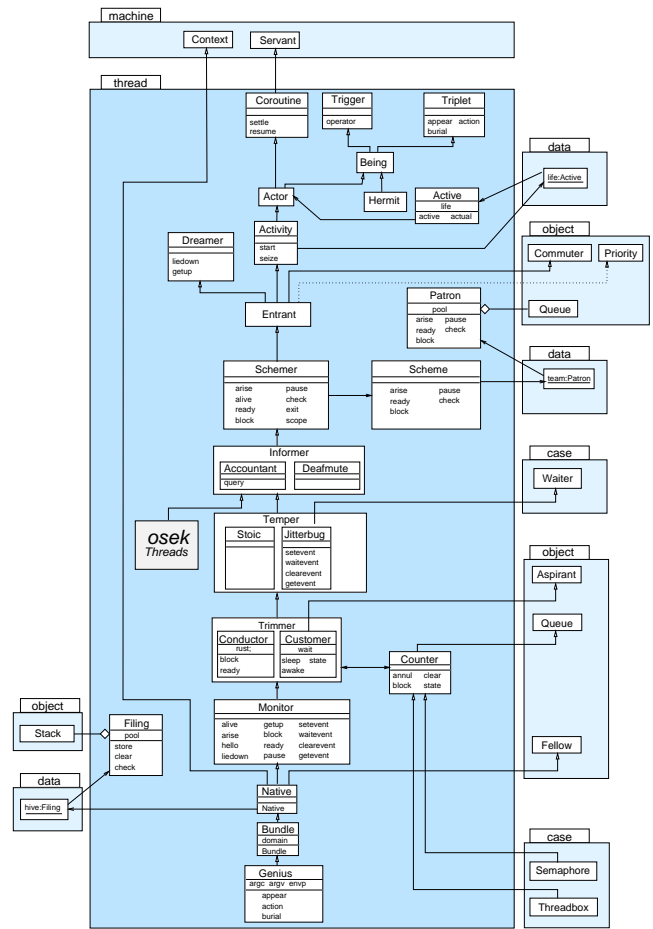 machine
Context
Servant
thread
Coroutine
settle
resume
Trigger
operator
Triplet
appear action
burial
Being
Actor
Hermit
Active
life
active actual
data
life:Active
Dreamer
liedown
getup
Activity
start
seize
object
Commuter
Priority
Queue
Entrant
Patron
pool
arise pause
ready check
block
data
team:Patron
Schemer
arise pause
alive check
ready exit
block scope
Scheme
arise pause
ready check
block
Informer
Accountant
query
Deafmute
case
Waiter
osek
Threads
Temper
Stoic
Jitterbug
setevent
waitevent
clearevent
getevent
object
Aspirant
Queue
Fellow
Trimmer
Conductor
rust;
block
ready
Customer
wait
sleep state
awake
Counter
annul clear
block state
Monitor
alive getup setevent
arise block waitevent
hello ready clearevent
liedown pause getevent
object
Stack
Filing
pool
store
clear
check
data
hive:Filing
Native
Native
Bundle
domain
Bundle
Genius
argc argv envp
appear
action
burial
case
Semaphore
Threadbox